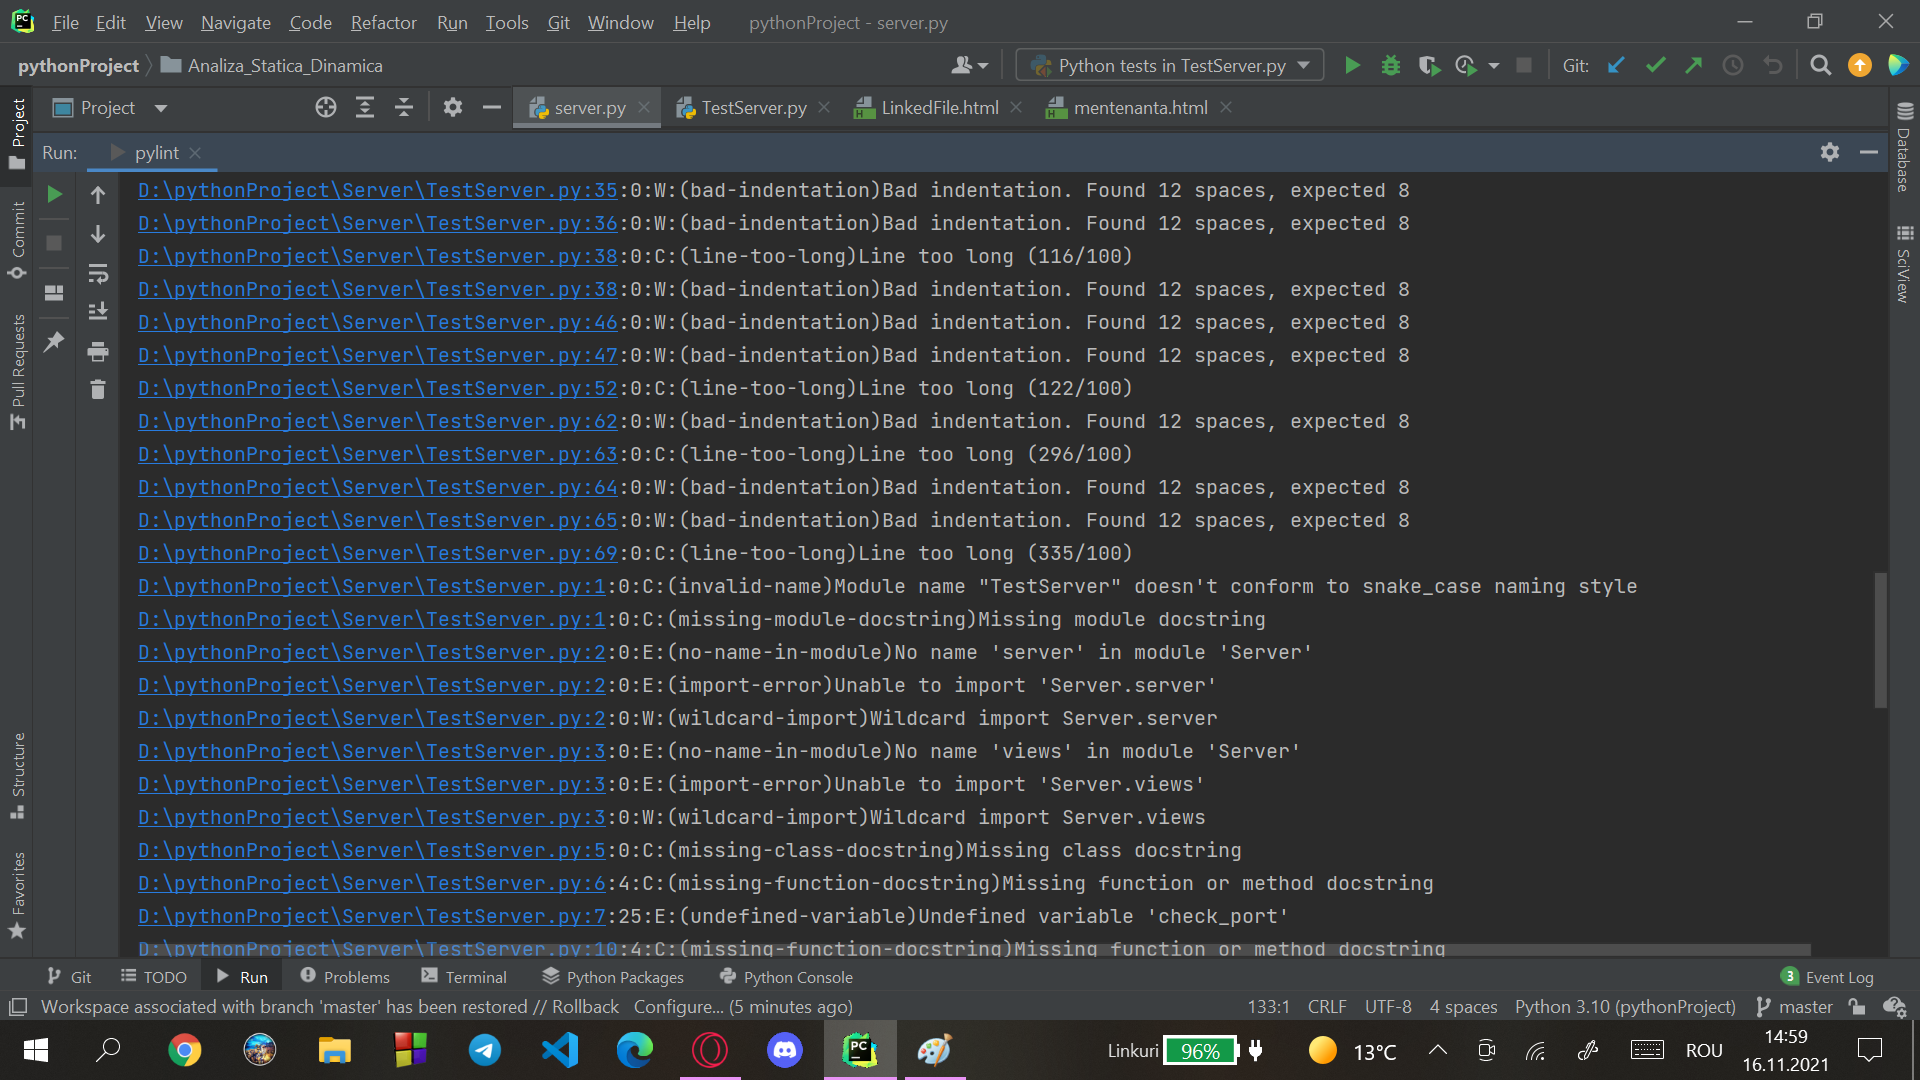 File Edit View Navigate Code Refactor Run Tools Git Window Help pythonProject - server.py
pythonProject Analiza_Statica_Dinamica Python tests in TestServer.py Git:
Project server.py TestServer.py LinkedFile.html mentenanta.html
Run: pylint
D:\pythonProject\Server\TestServer.py:35:0:W:(bad-indentation)Bad indentation. Found 12 spaces, expected 8
D:\pythonProject\Server\TestServer.py:36:0:W:(bad-indentation)Bad indentation. Found 12 spaces, expected 8
D:\pythonProject\Server\TestServer.py:38:0:C:(line-too-long)Line too long (116/100)
D:\pythonProject\Server\TestServer.py:38:0:W:(bad-indentation)Bad indentation. Found 12 spaces, expected 8
D:\pythonProject\Server\TestServer.py:46:0:W:(bad-indentation)Bad indentation. Found 12 spaces, expected 8
D:\pythonProject\Server\TestServer.py:47:0:W:(bad-indentation)Bad indentation. Found 12 spaces, expected 8
D:\pythonProject\Server\TestServer.py:52:0:C:(line-too-long)Line too long (122/100)
D:\pythonProject\Server\TestServer.py:62:0:W:(bad-indentation)Bad indentation. Found 12 spaces, expected 8
D:\pythonProject\Server\TestServer.py:63:0:C:(line-too-long)Line too long (296/100)
D:\pythonProject\Server\TestServer.py:64:0:W:(bad-indentation)Bad indentation. Found 12 spaces, expected 8
D:\pythonProject\Server\TestServer.py:65:0:W:(bad-indentation)Bad indentation. Found 12 spaces, expected 8
D:\pythonProject\Server\TestServer.py:69:0:C:(line-too-long)Line too long (335/100)
D:\pythonProject\Server\TestServer.py:1:0:C:(invalid-name)Module name "TestServer" doesn't conform to snake_case naming style
D:\pythonProject\Server\TestServer.py:1:0:C:(missing-module-docstring)Missing module docstring
D:\pythonProject\Server\TestServer.py:2:0:E:(no-name-in-module)No name 'server' in module 'Server'
D:\pythonProject\Server\TestServer.py:2:0:E:(import-error)Unable to import 'Server.server'
D:\pythonProject\Server\TestServer.py:2:0:W:(wildcard-import)Wildcard import Server.server
D:\pythonProject\Server\TestServer.py:3:0:E:(no-name-in-module)No name 'views' in module 'Server'
D:\pythonProject\Server\TestServer.py:3:0:E:(import-error)Unable to import 'Server.views'
D:\pythonProject\Server\TestServer.py:3:0:W:(wildcard-import)Wildcard import Server.views
D:\pythonProject\Server\TestServer.py:5:0:C:(missing-class-docstring)Missing class docstring
D:\pythonProject\Server\TestServer.py:6:4:C:(missing-function-docstring)Missing function or method docstring
D:\pythonProject\Server\TestServer.py:7:25:E:(undefined-variable)Undefined variable 'check_port'
D:\pythonProject\Server\TestServer.py:10:4:C:(missing-function-docstring)Missing function or method docstring
Project
Commit
Pull Requests
Structure
Favorites
Database
SciView
Git TODO Run Problems Terminal Python Packages Python Console 3 Event Log
Workspace associated with branch 'master' has been restored // Rollback Configure... (5 minutes ago) 133:1 CRLF UTF-8 4 spaces Python 3.10 (pythonProject) master
Linkuri 96% 13°C ROU 14:59
16.11.2021